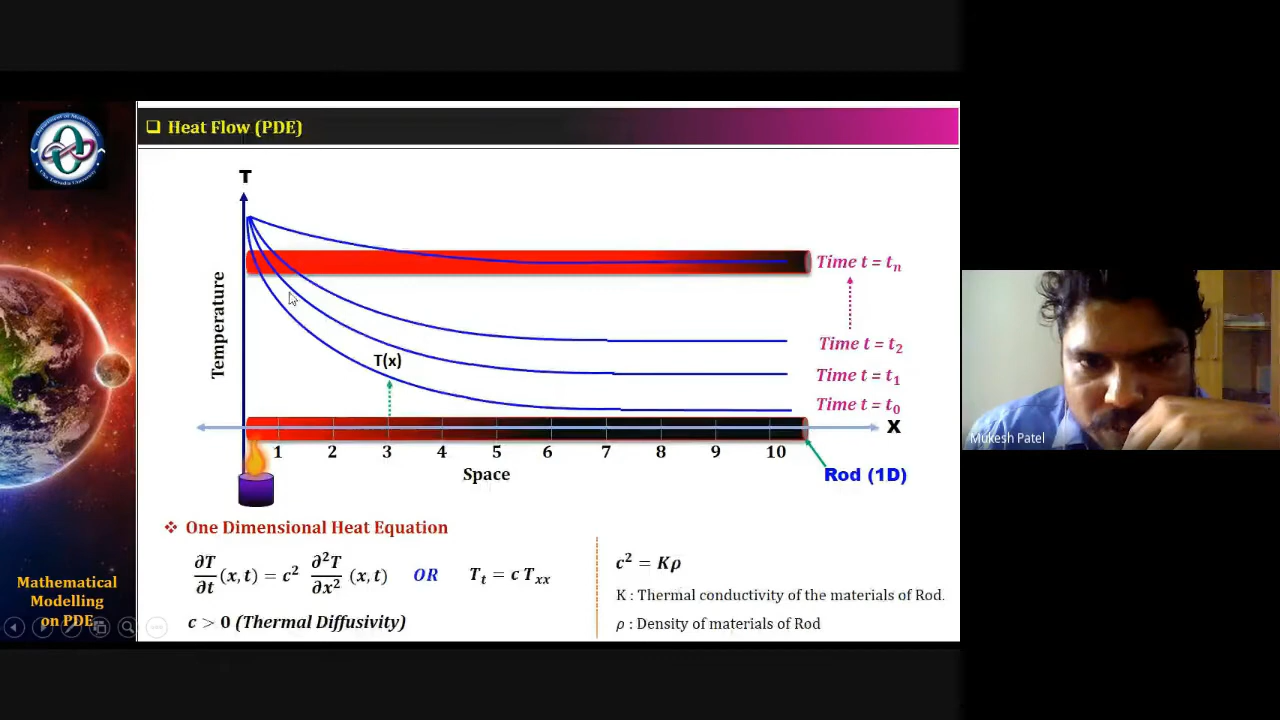 ❑ Heat Flow (PDE)
T
Temperature
Time t = tₙ
Time t = t₂
T(x)
Time t = t₁
Time t = t₀
X
1 2 3 4 5 6 7 8 9 10
Space
Rod (1D)
Mukesh Patel
❖ One Dimensional Heat Equation
∂T/∂t (x, t) = c² ∂²T/∂x² (x, t) OR Tₜ = c Tₓₓ
c > 0 (Thermal Diffusivity)
c² = Kρ
K : Thermal conductivity of the materials of Rod.
ρ : Density of materials of Rod
Mathematical
Modelling
on PDE